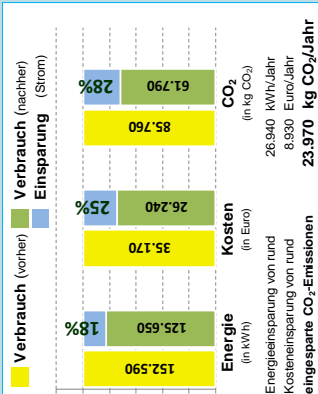 Verbrauch (vorher)
Verbrauch (nachher)
Einsparung (Strom)
18%
25%
28%
152.590
125.650
35.170
26.240
85.760
61.790
Energie
(in kWh)
Kosten
(in Euro)
CO₂
(in kg CO₂)
Energieeinsparung von rund 26.940 kWh/Jahr
Kosteneinsparung von rund 8.930 Euro/Jahr
eingesparte CO₂-Emissionen 23.970 kg CO₂/Jahr